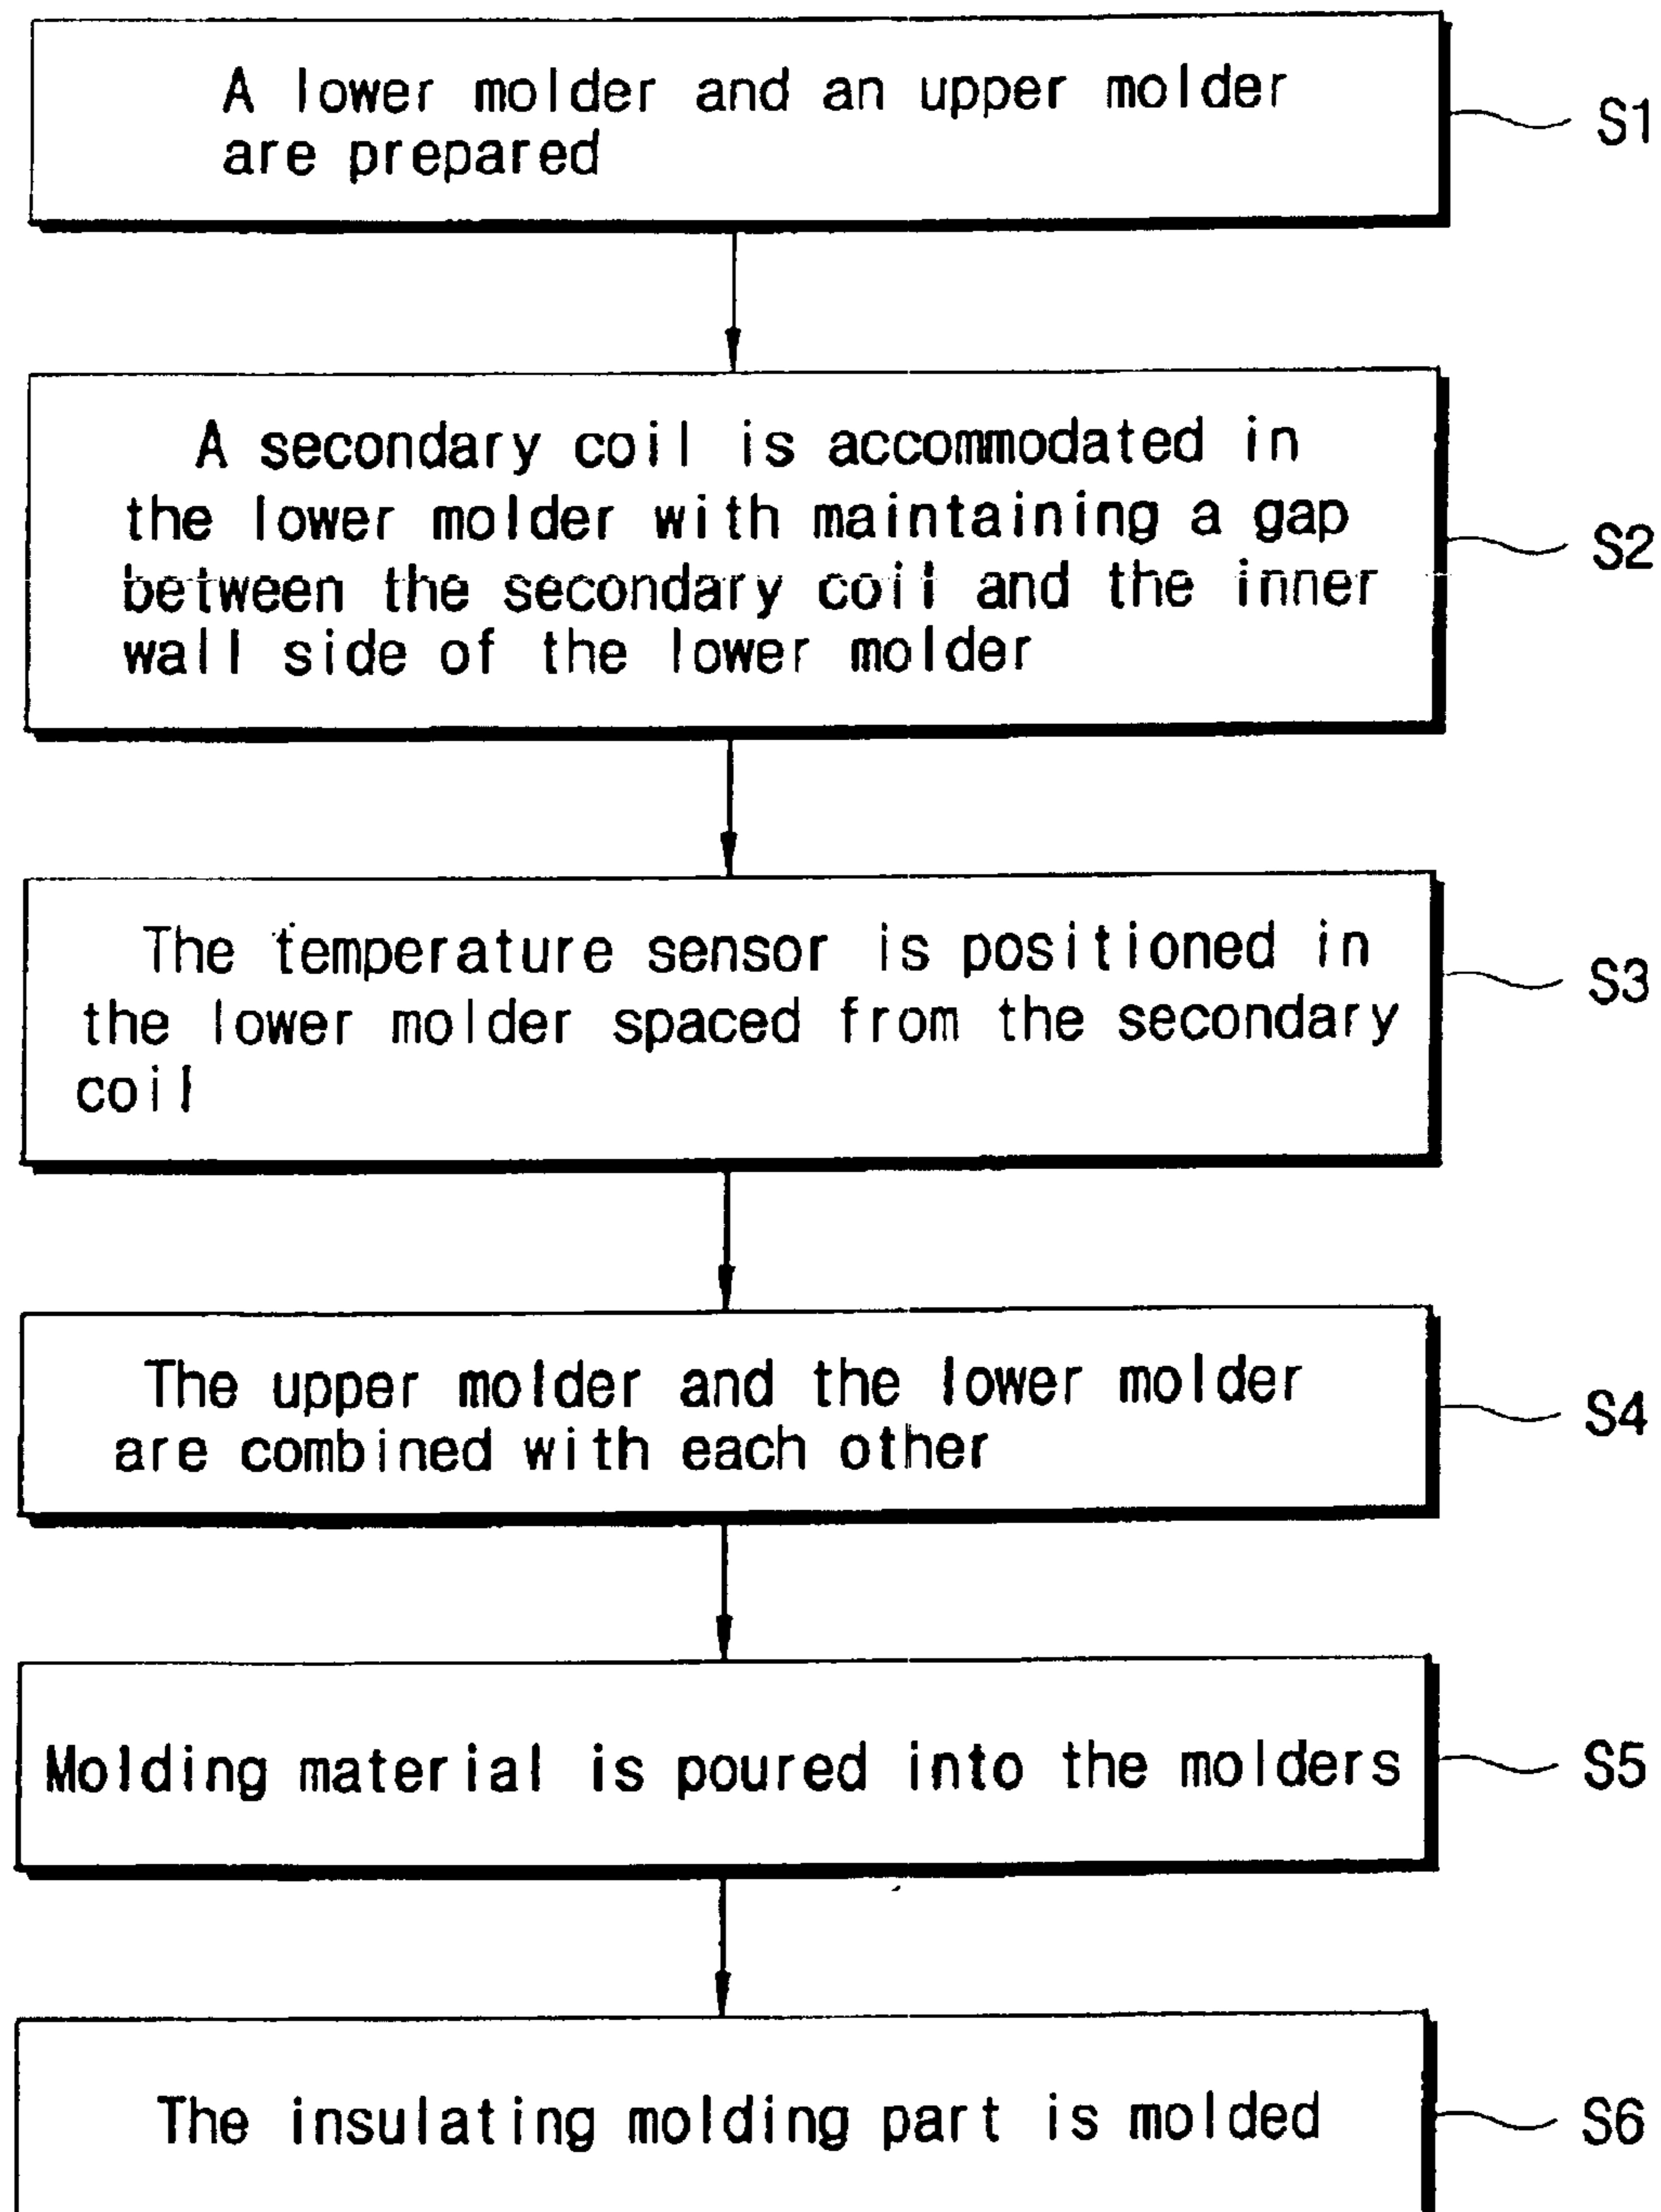 A lower molder and an upper molder
are prepared
S1
A secondary coil is accommodated in
the lower molder with maintaining a gap
between the secondary coil and the inner
wall side of the lower molder
S2
The temperature sensor is positioned in
the lower molder spaced from the secondary
coil
S3
The upper molder and the lower molder
are combined with each other
S4
Molding material is poured into the molders
S5
The insulating molding part is molded
S6